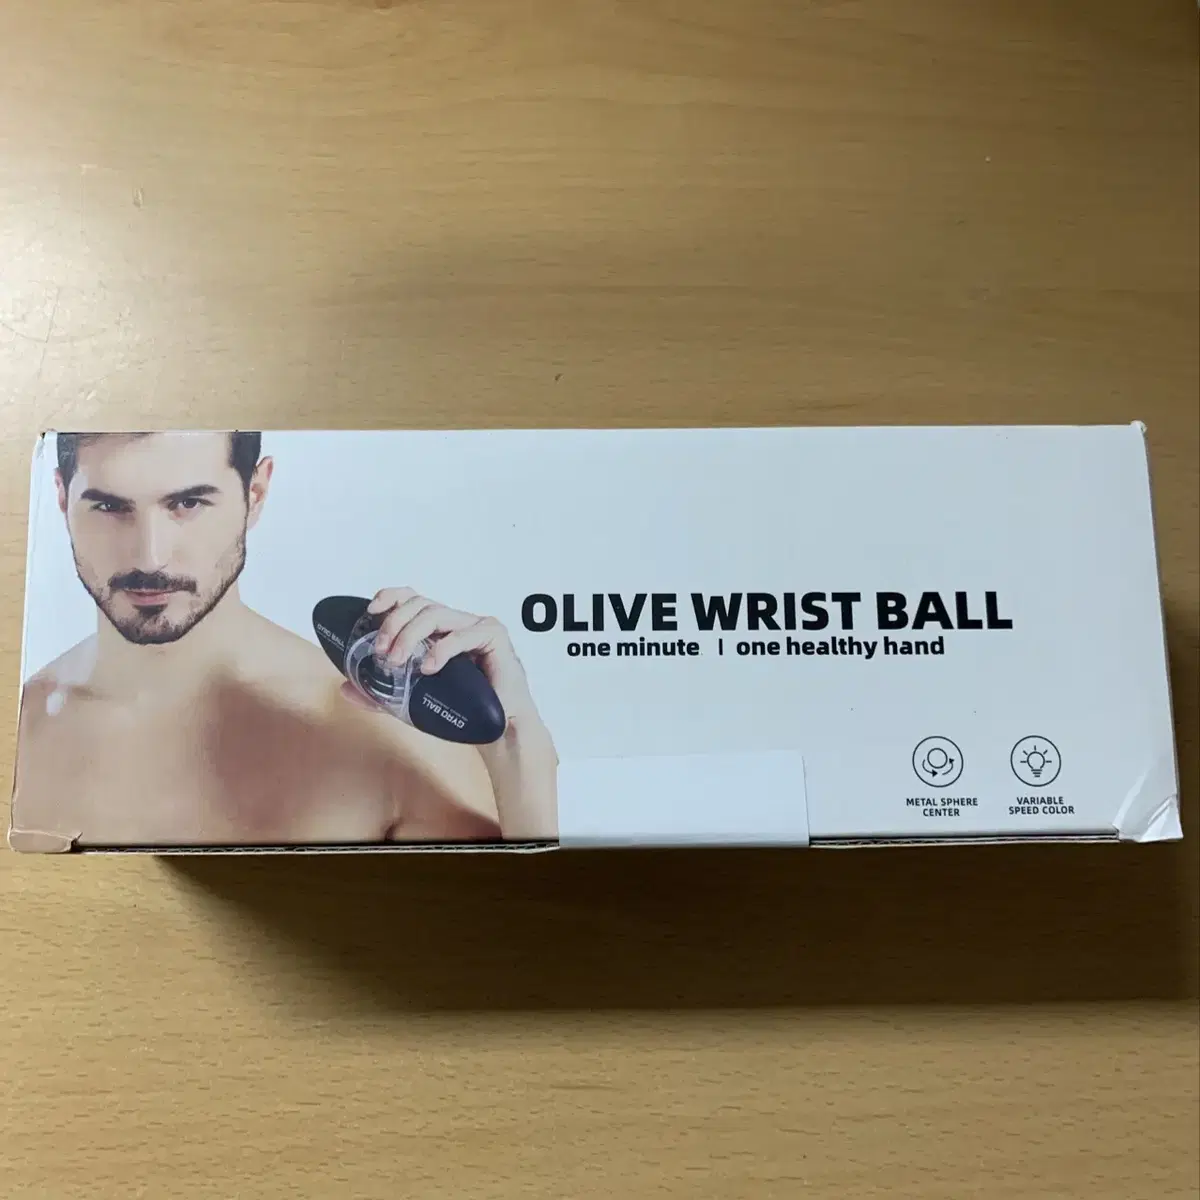 OLIVE WRIST BALL
one minute | one healthy hand
GYRO BALL
METAL SPHERE
CENTER
VARIABLE
SPEED COLOR